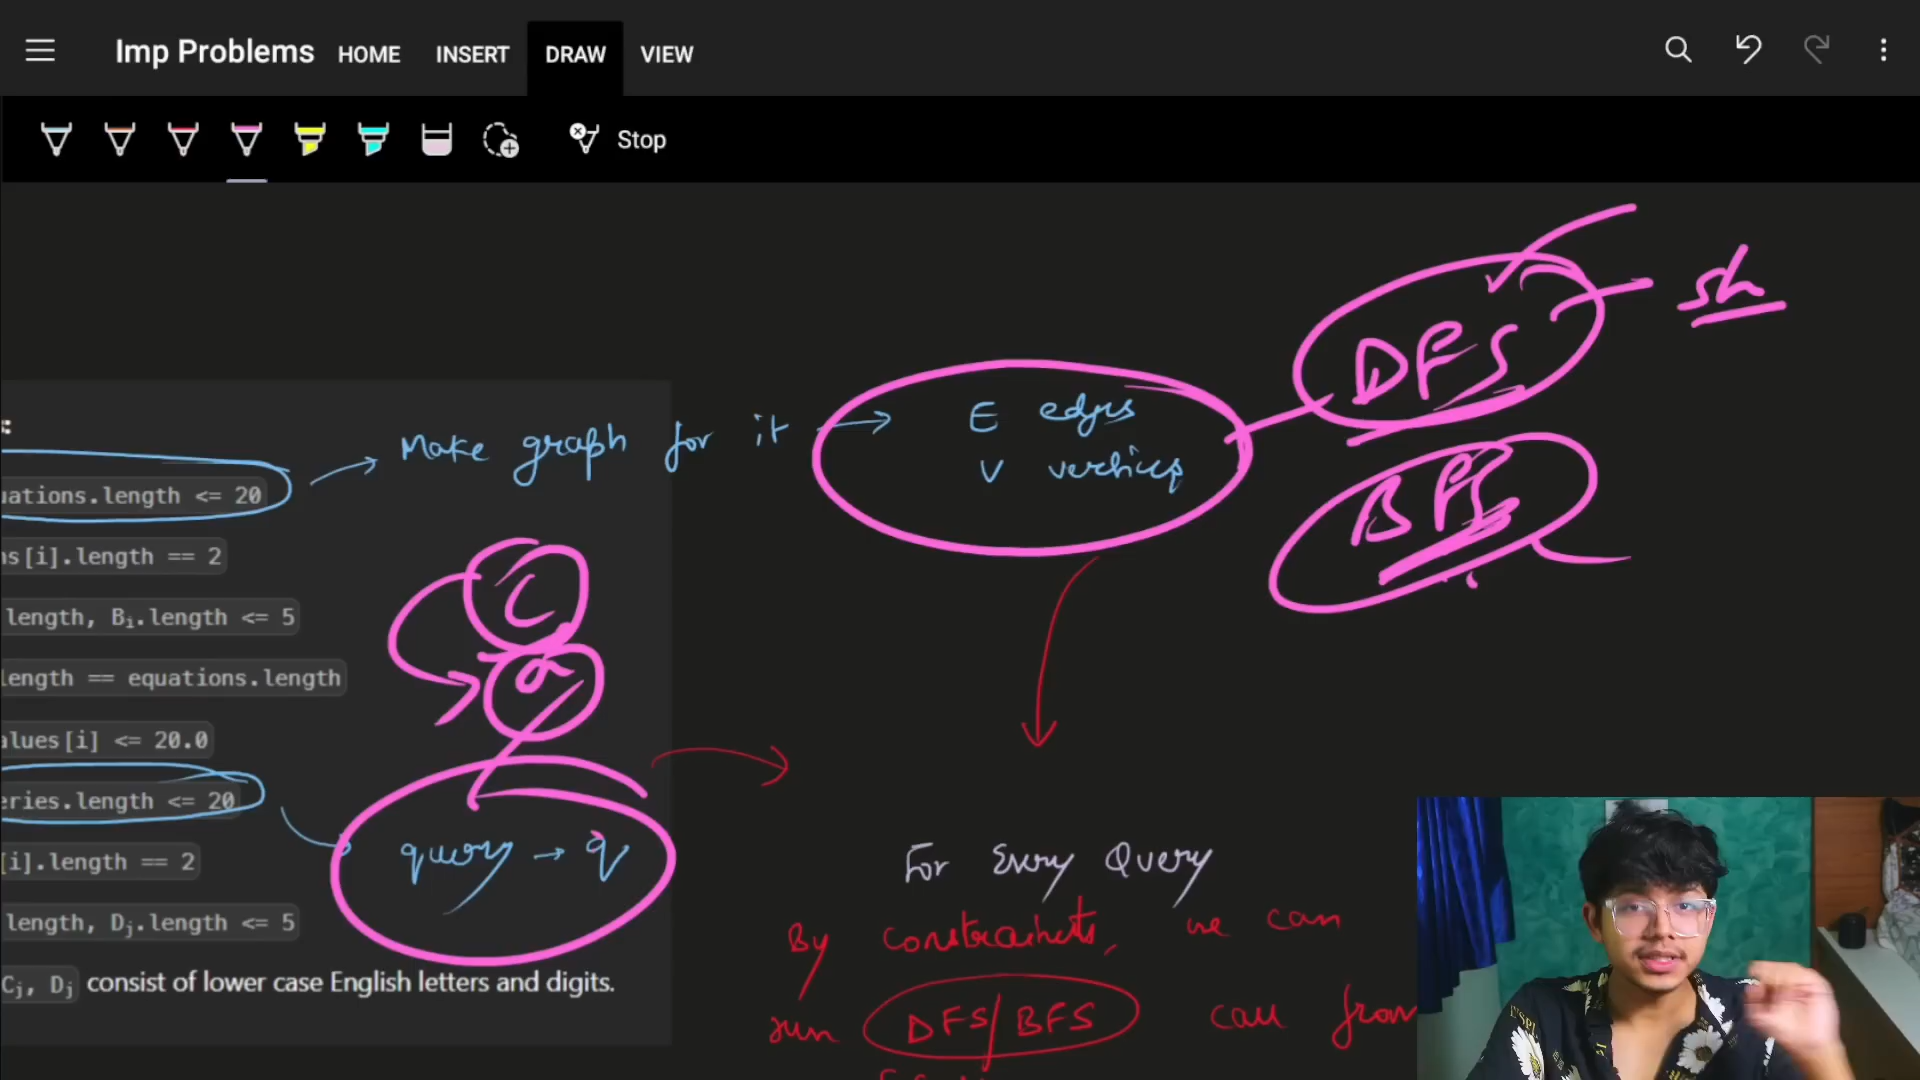 Imp Problems HOME INSERT DRAW VIEW
Stop
sh
DFS
BFS
E edges
V vertices
Make graph for it
:
uations.length <= 20
ns[i].length == 2
C
length, Bi.length <= 5
a
length == equations.length
alues[i] <= 20.0
eries.length <= 20
query → q
[i].length == 2
For Every Query
length, Dj.length <= 5
By constraints, we can
Cj, Dj consist of lower case English letters and digits.
run DFS/BFS call from